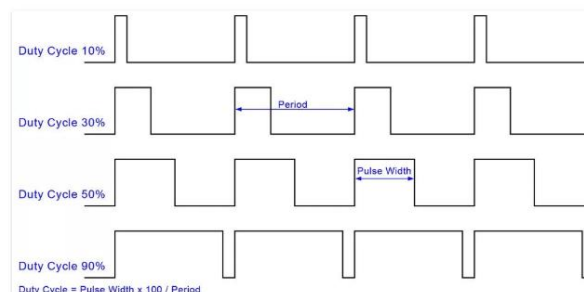 Duty Cycle 10%
Duty Cycle 30%
Period
Duty Cycle 50%
Pulse Width
Duty Cycle 90%
Duty Cycle = Pulse Width x 100 / Period